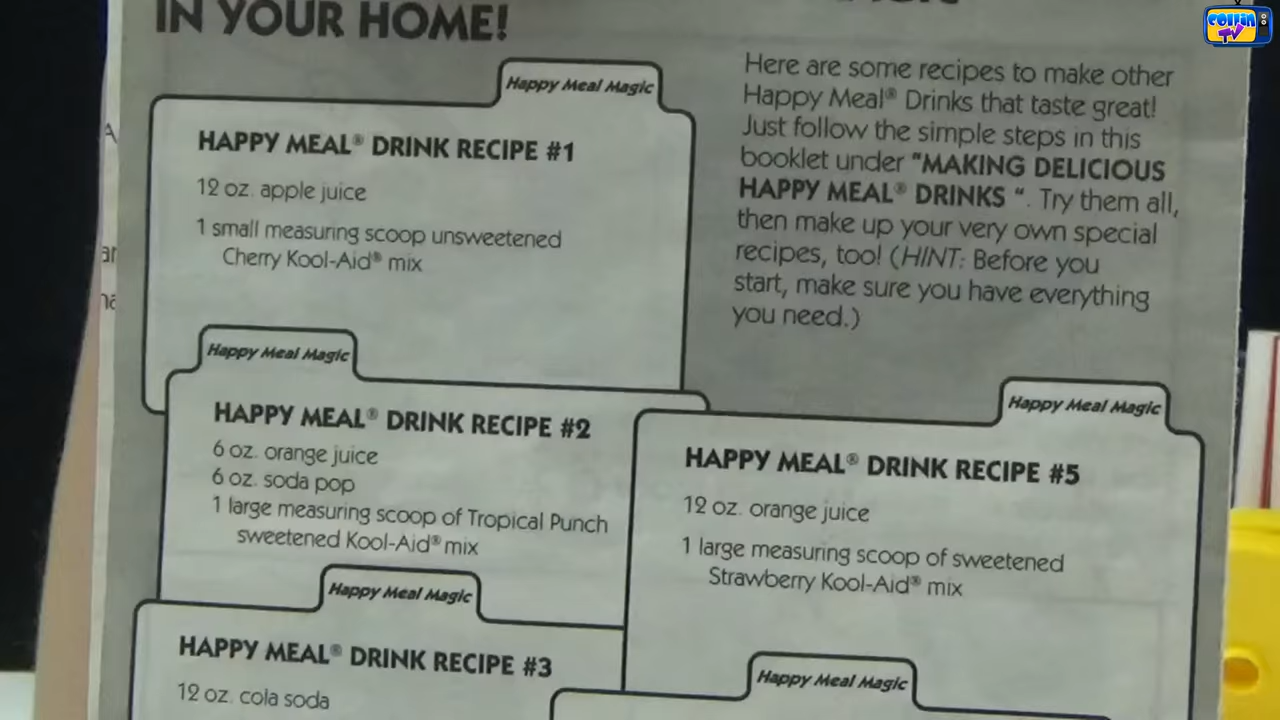 IN YOUR HOME!
Happy Meal Magic
HAPPY MEAL® DRINK RECIPE #1
12 oz. apple juice
1 small measuring scoop unsweetened
Cherry Kool-Aid® mix
Here are some recipes to make other
Happy Meal® Drinks that taste great!
Just follow the simple steps in this
booklet under "MAKING DELICIOUS
HAPPY MEAL® DRINKS ". Try them all,
then make up your very own special
recipes, too! (HINT: Before you
start, make sure you have everything
you need.)
Happy Meal Magic
HAPPY MEAL® DRINK RECIPE #2
6 oz. orange juice
6 oz. soda pop
1 large measuring scoop of Tropical Punch
sweetened Kool-Aid® mix
Happy Meal Magic
HAPPY MEAL® DRINK RECIPE #5
12 oz. orange juice
1 large measuring scoop of sweetened
Strawberry Kool-Aid® mix
Happy Meal Magic
HAPPY MEAL® DRINK RECIPE #3
12 oz. cola soda
Happy Meal Magic
COLLIN
TV